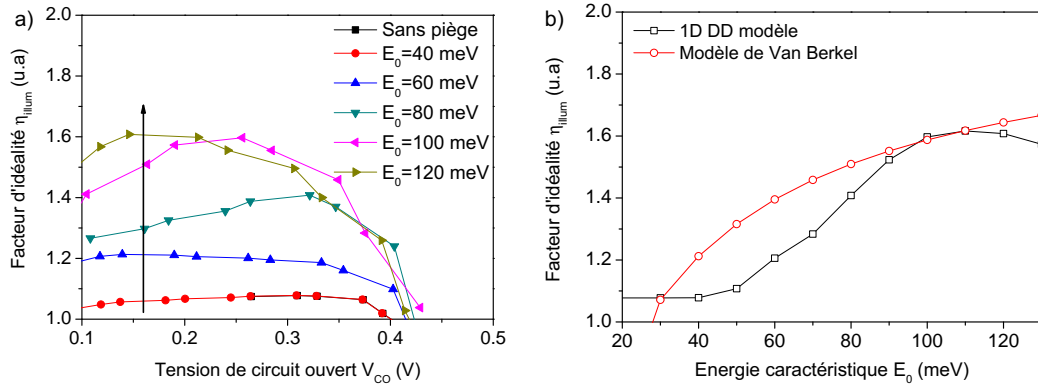 a)
2.0
1.8
1.6
1.4
1.2
1.0
0.1
0.2
0.3
0.4
0.5
Facteur d'idéalité η_illum (u.a)
Tension de circuit ouvert V_CO (V)
Sans piège
E_0=40 meV
E_0=60 meV
E_0=80 meV
E_0=100 meV
E_0=120 meV
b)
2.0
1.8
1.6
1.4
1.2
1.0
20
40
60
80
100
120
Facteur d'idéalité η_illum (u.a)
Energie caractéristique E_0 (meV)
1D DD modèle
Modèle de Van Berkel